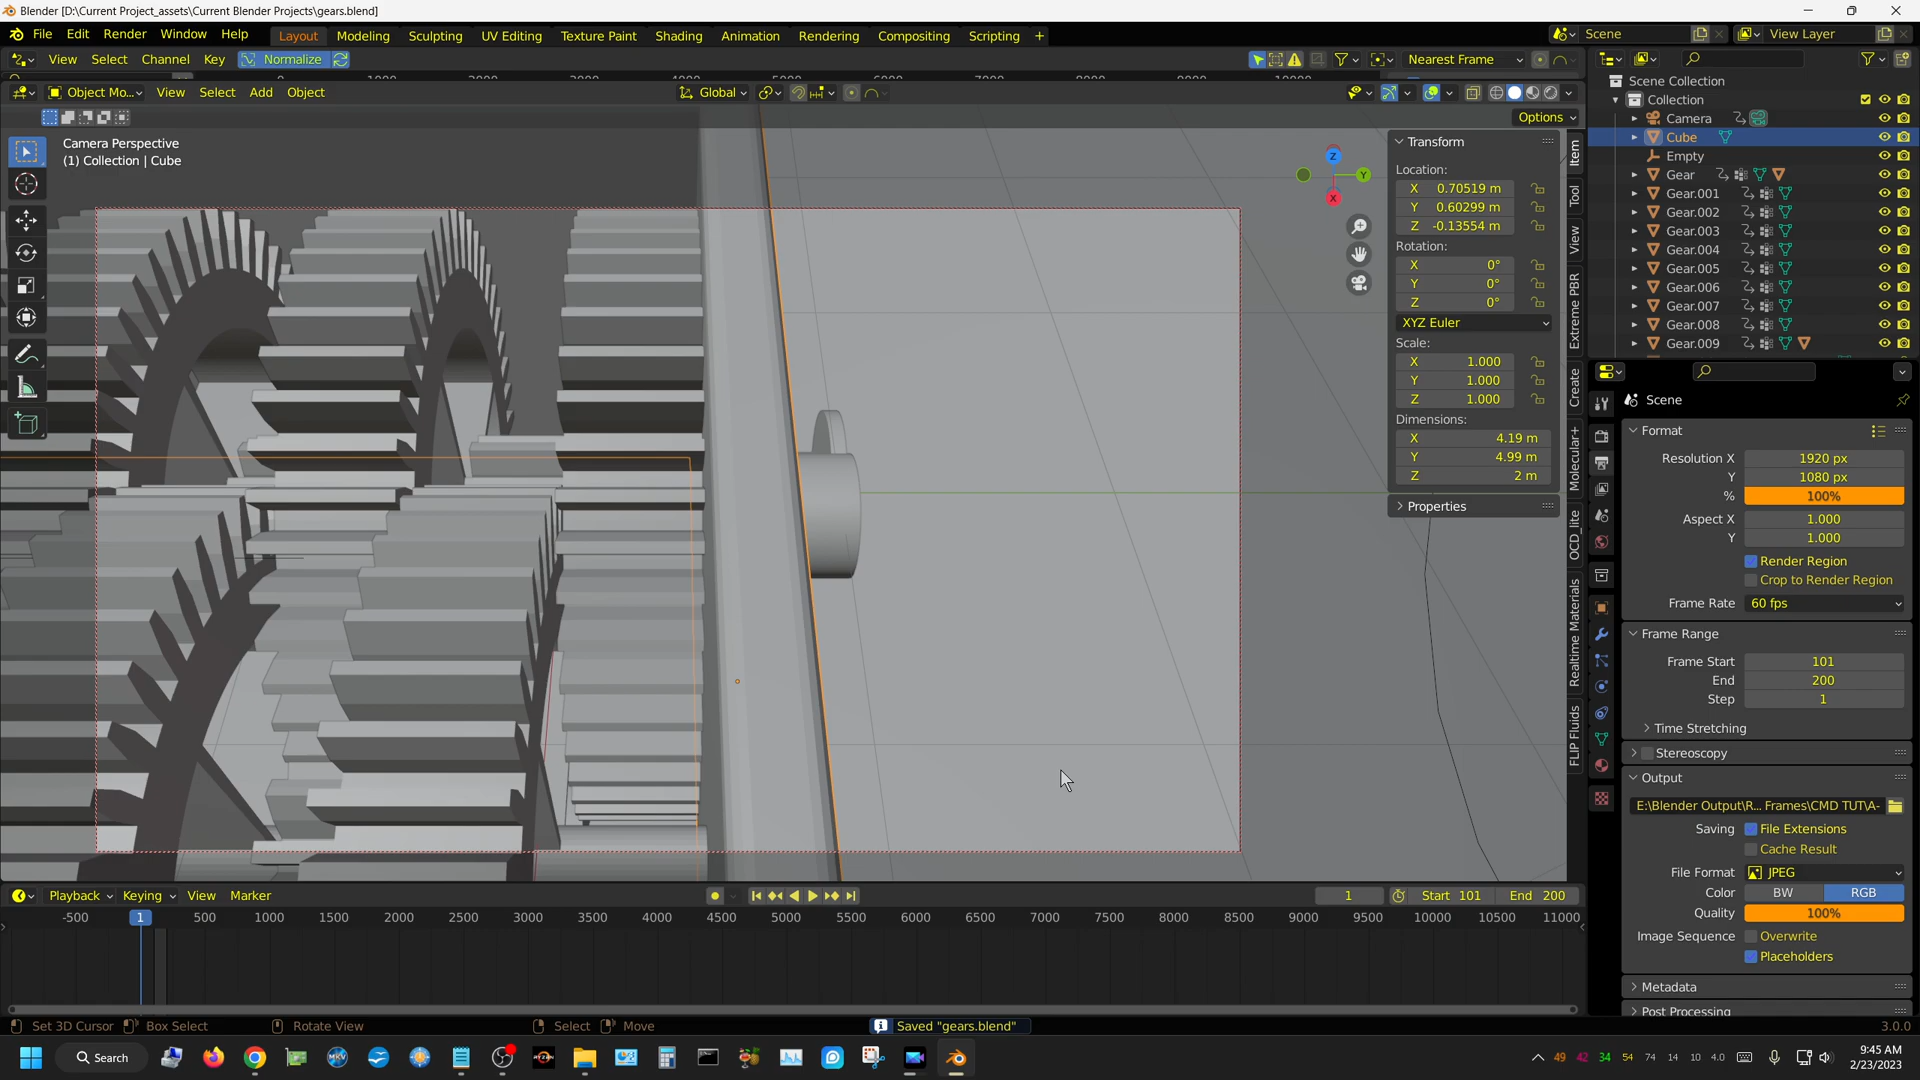 Blender [D:\Current Project_assets\Current Blender Projects\gears.blend]
File Edit Render Window Help Layout Modeling Sculpting UV Editing Texture Paint Shading Animation Rendering Compositing Scripting + Scene View Layer
View Select Channel Key Normalize Nearest Frame
Object Mo... View Select Add Object Global
Options
Camera Perspective
(1) Collection | Cube
Z
Y
X
Transform
Location:
X 0.70519 m
Y 0.60299 m
Z -0.13554 m
Rotation:
X 0°
Y 0°
Z 0°
XYZ Euler
Scale:
X 1.000
Y 1.000
Z 1.000
Dimensions:
X 4.19 m
Y 4.99 m
Z 2 m
Properties
Item
Tool
View
Extreme PBR
Create
Molecular+
OCD_lite
Realtime Materials
FLIP Fluids
Scene Collection
Collection
Camera
Cube
Empty
Gear
Gear.001
Gear.002
Gear.003
Gear.004
Gear.005
Gear.006
Gear.007
Gear.008
Gear.009
Scene
Format
Resolution X 1920 px
Y 1080 px
% 100%
Aspect X 1.000
Y 1.000
Render Region
Crop to Render Region
Frame Rate 60 fps
Frame Range
Frame Start 101
End 200
Step 1
Time Stretching
Stereoscopy
Output
E:\Blender Output\R... Frames\CMD TUT\A-
Saving File Extensions
Cache Result
File Format JPEG
Color BW RGB
Quality 100%
Image Sequence Overwrite
Placeholders
Metadata
Post Processing
Playback Keying View Marker 1 Start 101 End 200
-500 1 500 1000 1500 2000 2500 3000 3500 4000 4500 5000 5500 6000 6500 7000 7500 8000 8500 9000 9500 10000 10500 11000
Set 3D Cursor Box Select Rotate View Select Move Saved "gears.blend" 3.0.0
Search 49 42 34 54 74 14 10 4.0 9:45 AM
2/23/2023